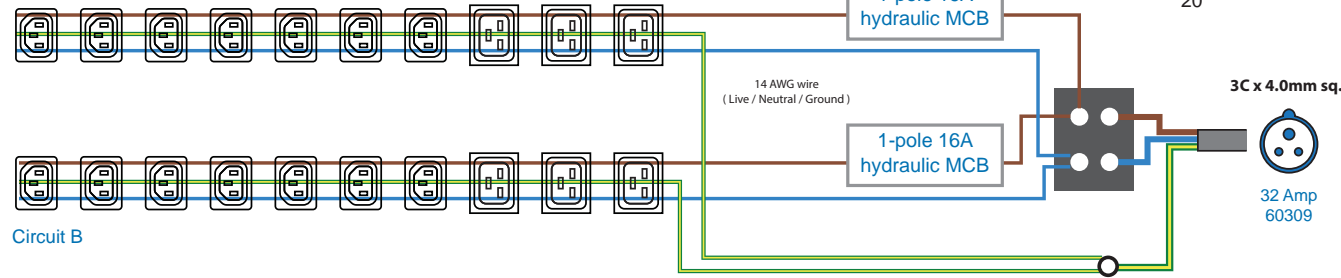 hydraulic MCB
20
14 AWG wire
( Live / Neutral / Ground )
3C x 4.0mm sq.
1-pole 16A
hydraulic MCB
32 Amp
60309
Circuit B